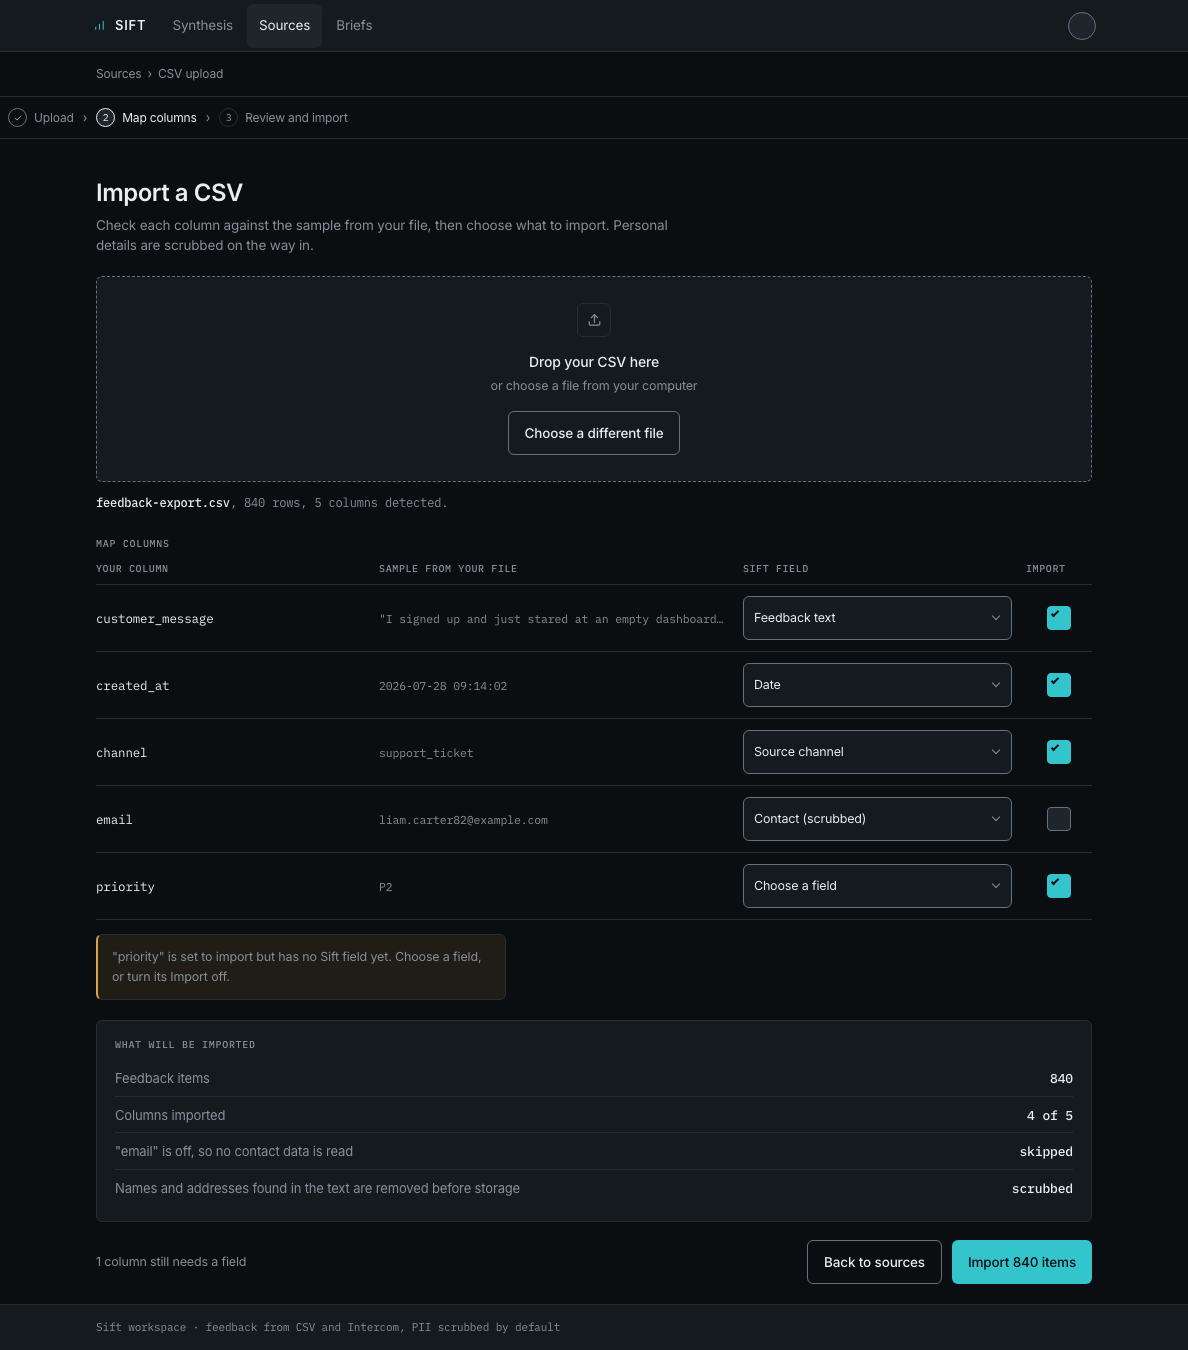 SIFT Synthesis Sources Briefs
Sources › CSV upload
Upload › 2 Map columns › 3 Review and import
Import a CSV
Check each column against the sample from your file, then choose what to import. Personal
details are scrubbed on the way in.
Drop your CSV here
or choose a file from your computer
Choose a different file
feedback-export.csv, 840 rows, 5 columns detected.
MAP COLUMNS
YOUR COLUMN SAMPLE FROM YOUR FILE SIFT FIELD IMPORT
customer_message "I signed up and just stared at an empty dashboard… Feedback text
created_at 2026-07-28 09:14:02 Date
channel support_ticket Source channel
email liam.carter82@example.com Contact (scrubbed)
priority P2 Choose a field
"priority" is set to import but has no Sift field yet. Choose a field,
or turn its Import off.
WHAT WILL BE IMPORTED
Feedback items 840
Columns imported 4 of 5
"email" is off, so no contact data is read skipped
Names and addresses found in the text are removed before storage scrubbed
1 column still needs a field Back to sources Import 840 items
Sift workspace · feedback from CSV and Intercom, PII scrubbed by default